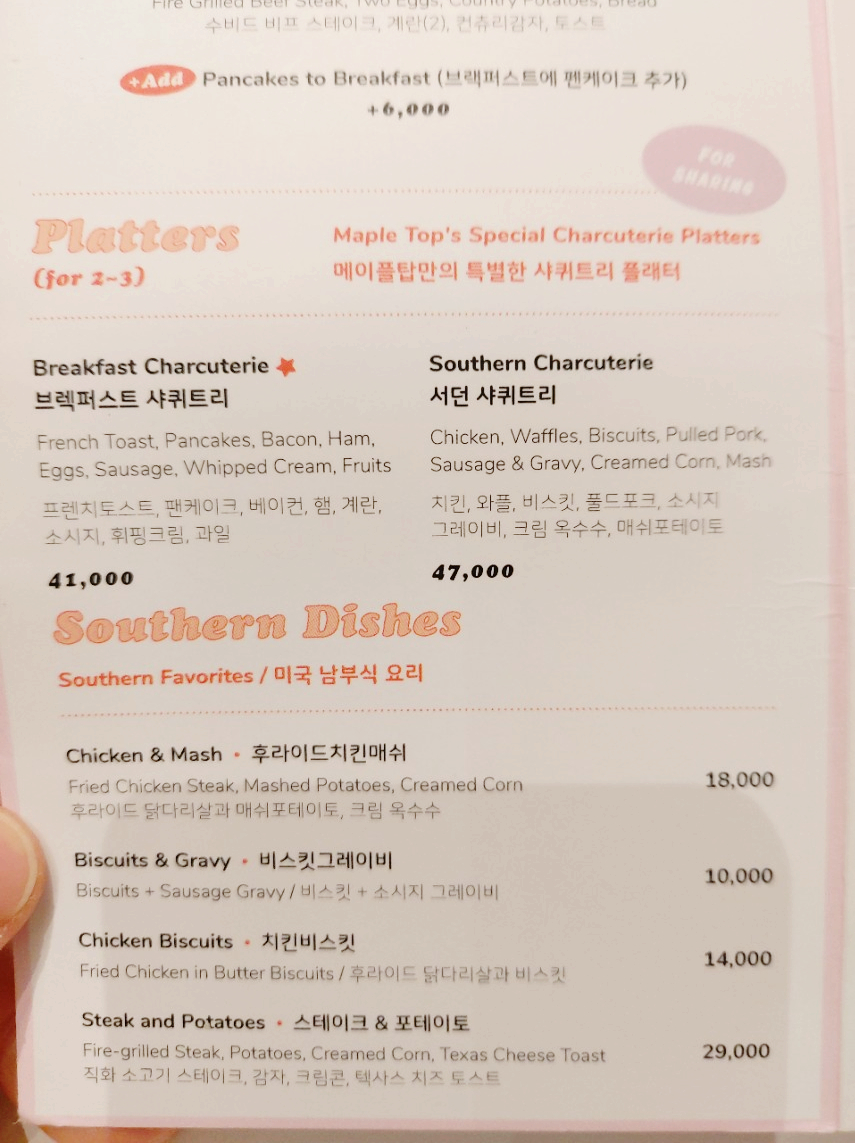 Fire Grilled Beef Steak, Two Eggs, Country Potatoes, Bread
수비드 비프 스테이크, 계란(2), 컨츄리감자, 토스트
+Add Pancakes to Breakfast (브랙퍼스트에 펜케이크 추가)
+6,000
FOR
SHARING
Platters
(for 2-3)
Maple Top's Special Charcuterie Platters
메이플탑만의 특별한 샤퀴트리 플래터
Breakfast Charcuterie
브렉퍼스트 샤퀴트리
French Toast, Pancakes, Bacon, Ham,
Eggs, Sausage, Whipped Cream, Fruits
프렌치토스트, 팬케이크, 베이컨, 햄, 계란,
소시지, 휘핑크림, 과일
41,000
Southern Charcuterie
서던 샤퀴트리
Chicken, Waffles, Biscuits, Pulled Pork,
Sausage & Gravy, Creamed Corn, Mash
치킨, 와플, 비스킷, 풀드포크, 소시지
그레이비, 크림 옥수수, 매쉬포테이토
47,000
Southern Dishes
Southern Favorites / 미국 남부식 요리
Chicken & Mash • 후라이드치킨매쉬
Fried Chicken Steak, Mashed Potatoes, Creamed Corn
후라이드 닭다리살과 매쉬포테이토, 크림 옥수수
18,000
Biscuits & Gravy • 비스킷그레이비
Biscuits + Sausage Gravy / 비스킷 + 소시지 그레이비
10,000
Chicken Biscuits • 치킨비스킷
Fried Chicken in Butter Biscuits / 후라이드 닭다리살과 비스킷
14,000
Steak and Potatoes • 스테이크 & 포테이토
Fire-grilled Steak, Potatoes, Creamed Corn, Texas Cheese Toast
직화 소고기 스테이크, 감자, 크림콘, 텍사스 치즈 토스트
29,000